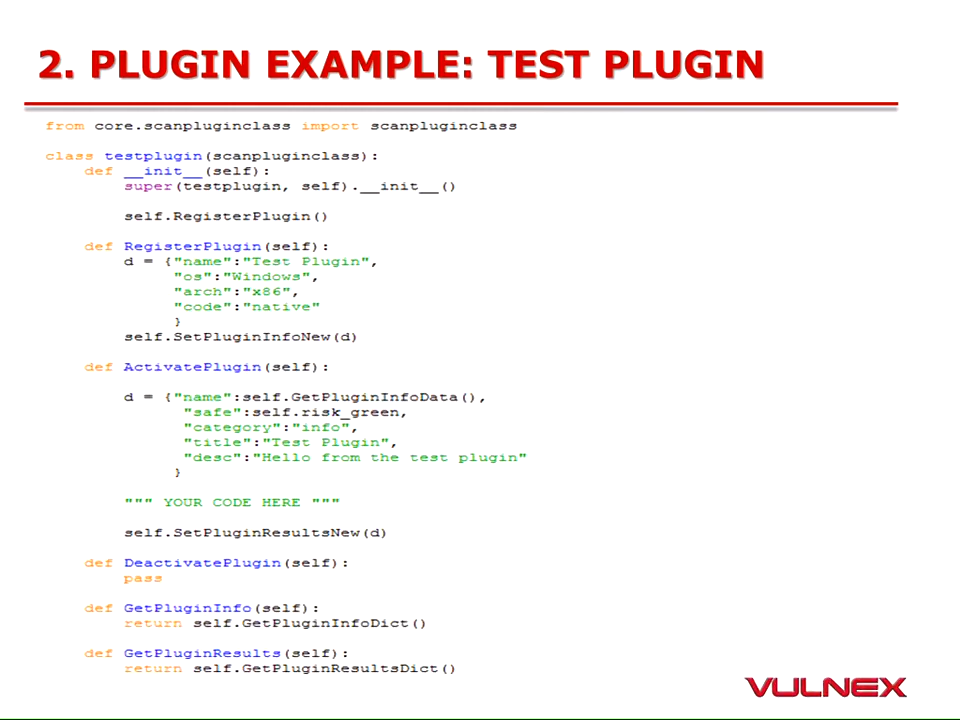 2. PLUGIN EXAMPLE: TEST PLUGIN
from core.scanpluginclass import scanpluginclass
class testplugin(scanpluginclass):
    def __init__(self):
        super(testplugin, self).__init__()
        self.RegisterPlugin()
    def RegisterPlugin(self):
        d = {"name":"Test Plugin",
             "os":"Windows",
             "arch":"x86",
             "code":"native"
             }
        self.SetPluginInfoNew(d)
    def ActivatePlugin(self):
        d = {"name":self.GetPluginInfoData(),
              "safe":self.risk_green,
              "category":"info",
              "title":"Test Plugin",
              "desc":"Hello from the test plugin"
             }
        """ YOUR CODE HERE """
        self.SetPluginResultsNew(d)
    def DeactivatePlugin(self):
        pass
    def GetPluginInfo(self):
        return self.GetPluginInfoDict()
    def GetPluginResults(self):
        return self.GetPluginResultsDict()
VULNEX